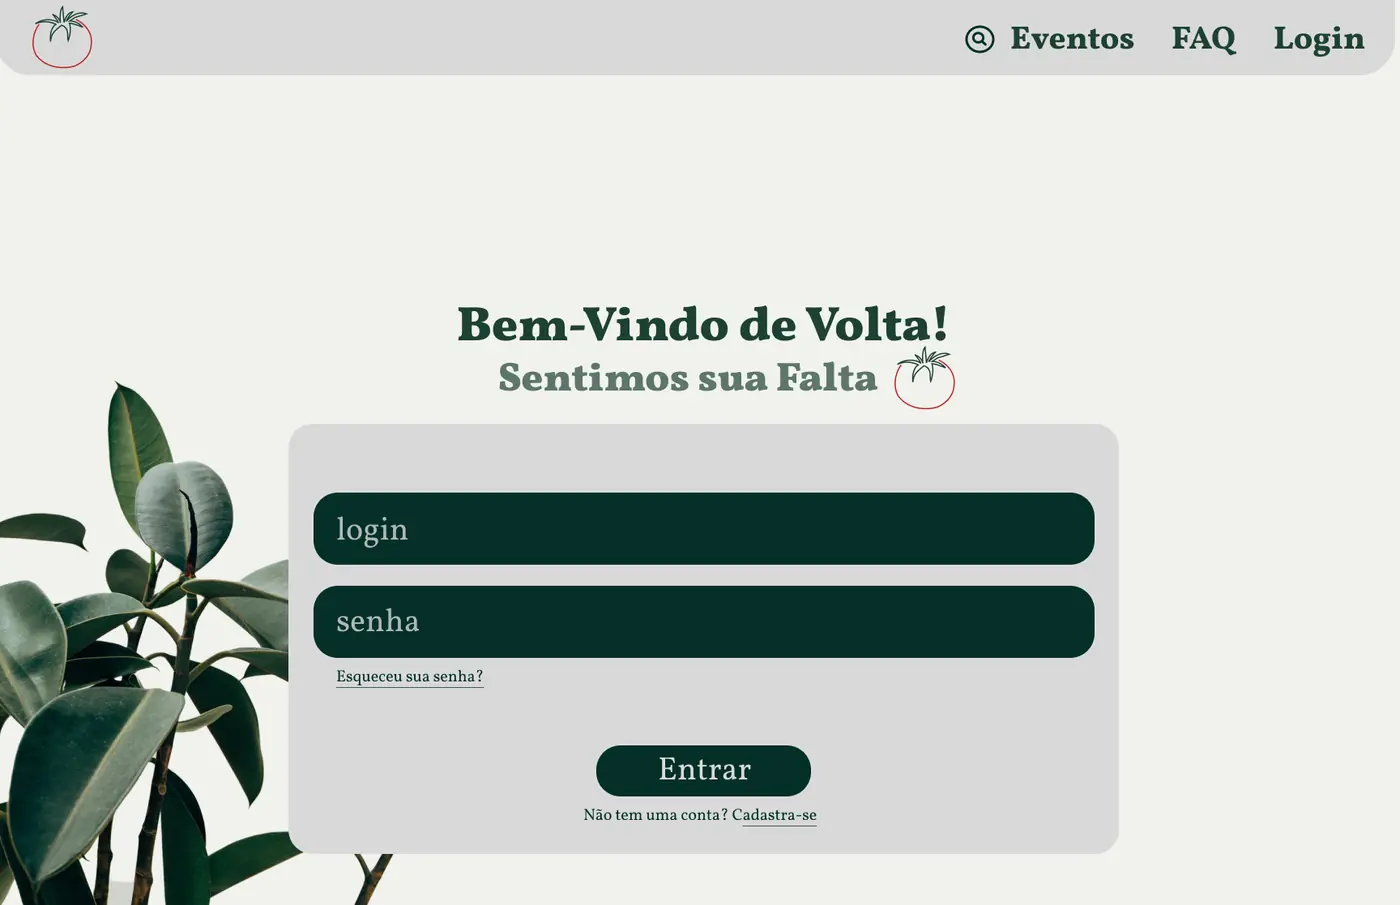 Eventos FAQ Login
Bem-Vindo de Volta!
Sentimos sua Falta
login
senha
Esqueceu sua senha?
Entrar
Não tem uma conta? Cadastra-se